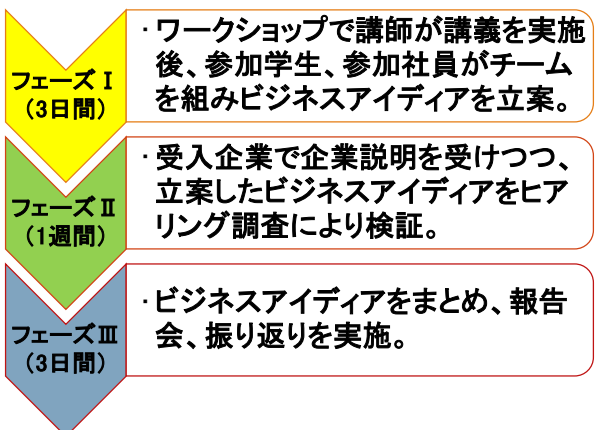 フェーズⅠ
(3日間)
・ワークショップで講師が講義を実施
後、参加学生、参加社員がチーム
を組みビジネスアイディアを立案。
フェーズⅡ
(1週間)
・受入企業で企業説明を受けつつ、
立案したビジネスアイディアをヒア
リング調査により検証。
フェーズⅢ
(3日間)
・ビジネスアイディアをまとめ、報告
会、振り返りを実施。